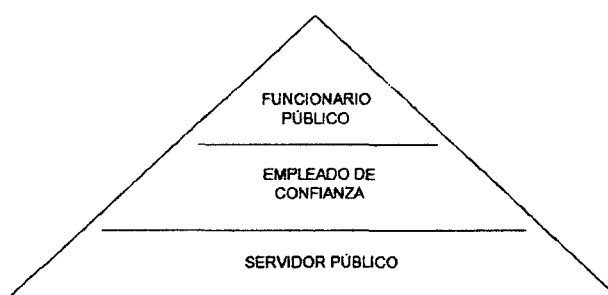 FUNCIONARIO
PÚBLICO
EMPLEADO DE
CONFIANZA
SERVIDOR PÚBLICO